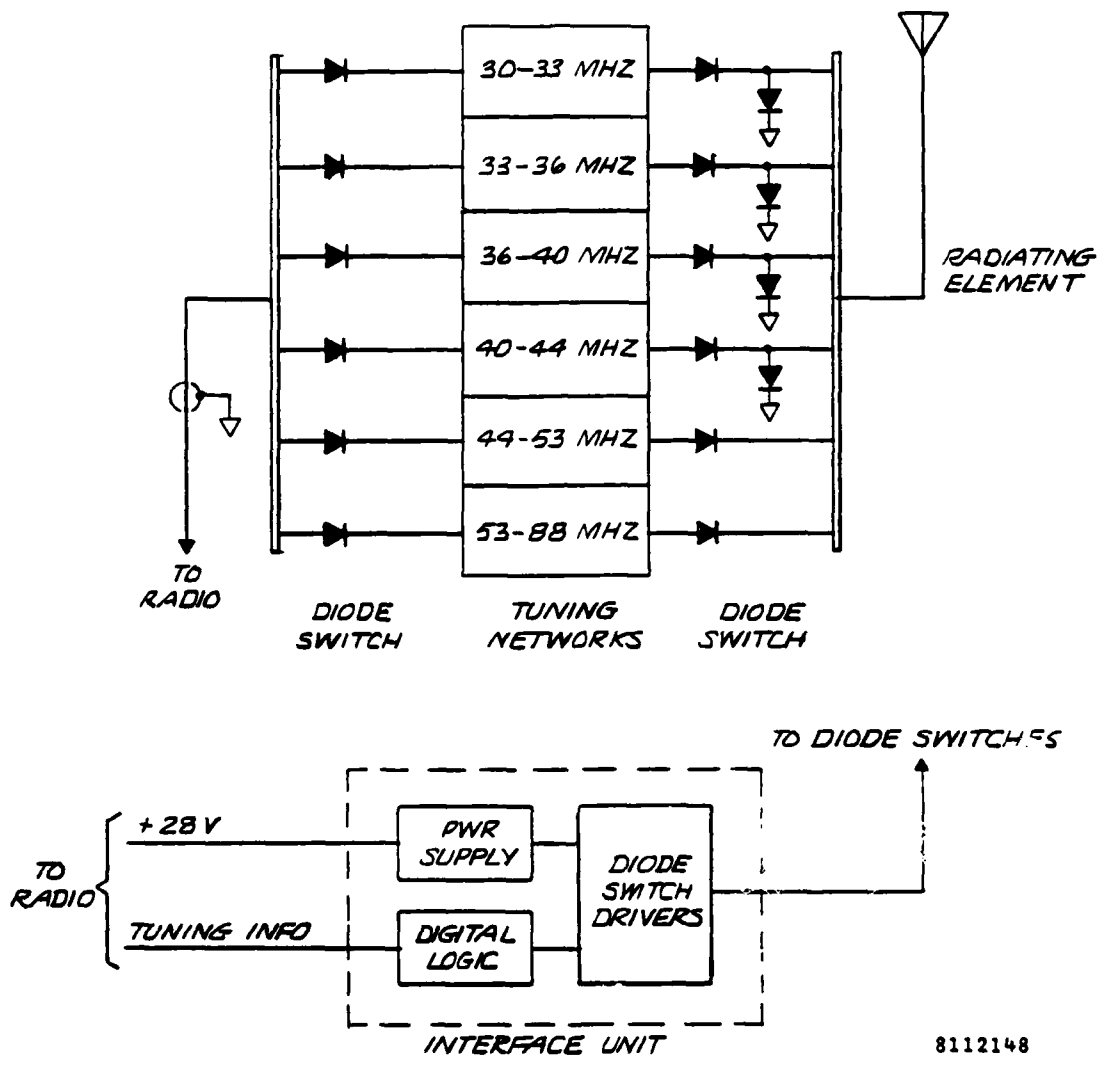 30-33 MHZ
33-36 MHZ
36-40 MHZ
RADIATING
ELEMENT
40-44 MHZ
44-53 MHZ
53-88 MHZ
TO
RADIO
DIODE
SWITCH
TUNING
NETWORKS
DIODE
SWITCH
TO DIODE SWITCHES
+28V
PWR
SUPPLY
TO
RADIO
DIODE
SWITCH
DRIVERS
TUNING INFO
DIGITAL
LOGIC
INTERFACE UNIT
8112148